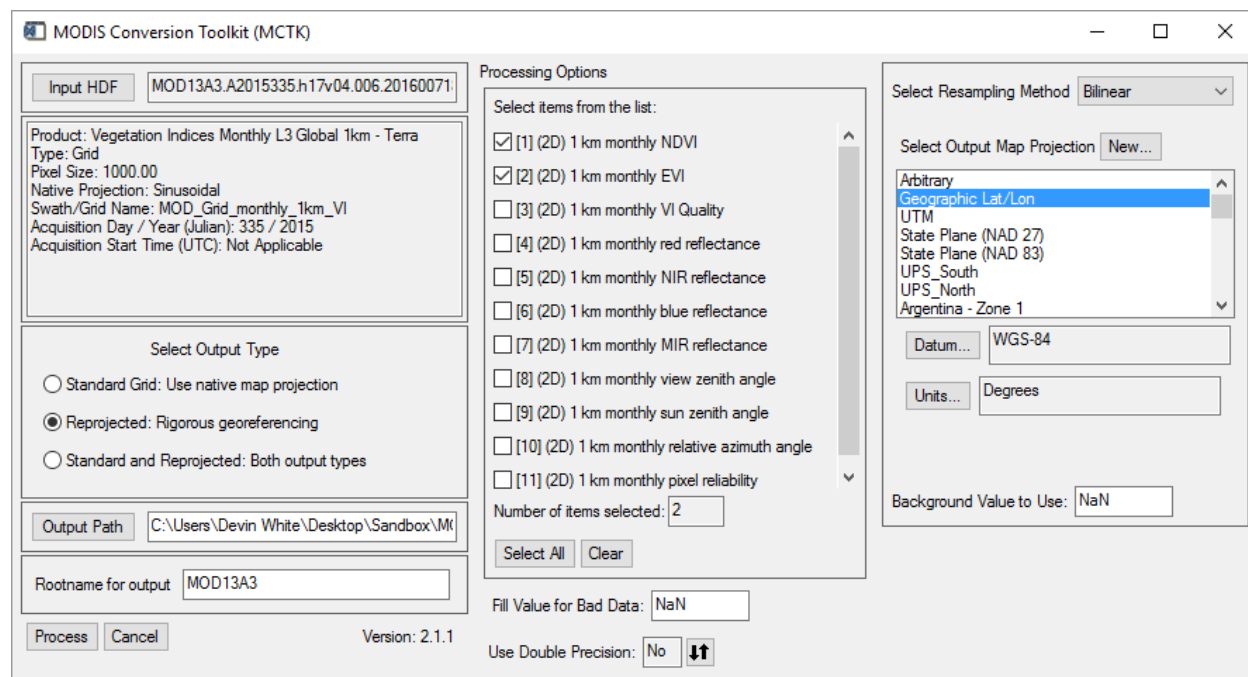 MODIS Conversion Toolkit (MCTK)
Input HDF
MOD13A3.A2015335.h17v04.006.20160071
Product: Vegetation Indices Monthly L3 Global 1km - Terra
Type: Grid
Pixel Size: 1000.00
Native Projection: Sinusoidal
Swath/Grid Name: MOD_Grid_monthly_1km_VI
Acquisition Day / Year (Julian): 335 / 2015
Acquisition Start Time (UTC): Not Applicable
Select Output Type
Standard Grid: Use native map projection
Reprojected: Rigorous georeferencing
Standard and Reprojected: Both output types
Output Path
C:\Users\Devin White\Desktop\Sandbox\M
Rootname for output
MOD13A3
Process
Cancel
Version: 2.1.1
Processing Options
Select items from the list:
[1] (2D) 1 km monthly NDVI
[2] (2D) 1 km monthly EVI
[3] (2D) 1 km monthly VI Quality
[4] (2D) 1 km monthly red reflectance
[5] (2D) 1 km monthly NIR reflectance
[6] (2D) 1 km monthly blue reflectance
[7] (2D) 1 km monthly MIR reflectance
[8] (2D) 1 km monthly view zenith angle
[9] (2D) 1 km monthly sun zenith angle
[10] (2D) 1 km monthly relative azimuth angle
[11] (2D) 1 km monthly pixel reliability
Number of items selected: 2
Select All
Clear
Fill Value for Bad Data: NaN
Use Double Precision: No
Select Resampling Method Bilinear
Select Output Map Projection New...
Arbitrary
Geographic Lat/Lon
UTM
State Plane (NAD 27)
State Plane (NAD 83)
UPS_South
UPS_North
Argentina - Zone 1
Datum... WGS-84
Units... Degrees
Background Value to Use: NaN